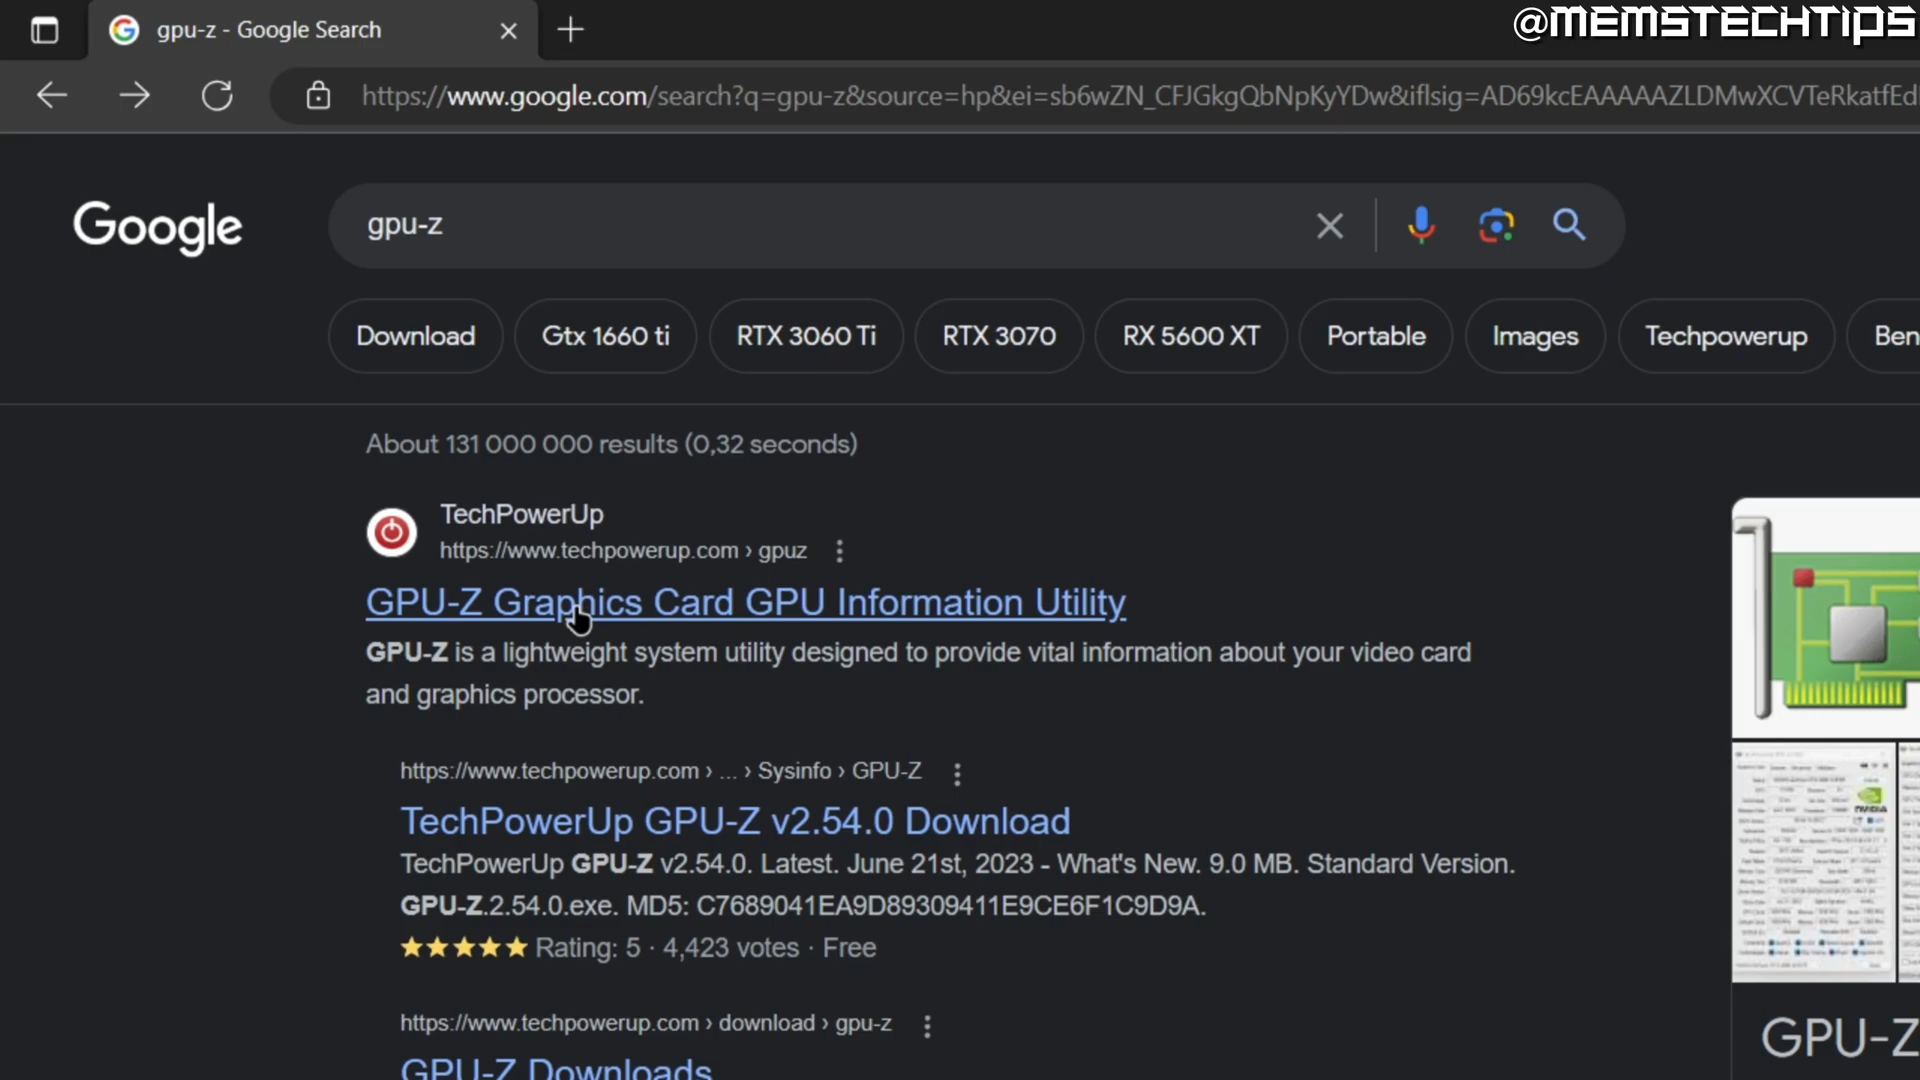 gpu-z - Google Search
@MEMSTECHTIPS
https://www.google.com/search?q=gpu-z&source=hp&ei=sb6wZN_CFJGkgQbNpKyYDw&iflsig=AD69kcEAAAAAZLDMwXCVTeRkatfEd
Google
gpu-z
Download
Gtx 1660 ti
RTX 3060 Ti
RTX 3070
RX 5600 XT
Portable
Images
Techpowerup
Ben
About 131 000 000 results (0,32 seconds)
TechPowerUp
https://www.techpowerup.com › gpuz
GPU-Z Graphics Card GPU Information Utility
GPU-Z is a lightweight system utility designed to provide vital information about your video card
and graphics processor.
https://www.techpowerup.com › ... › Sysinfo › GPU-Z
TechPowerUp GPU-Z v2.54.0 Download
TechPowerUp GPU-Z v2.54.0. Latest. June 21st, 2023 - What's New. 9.0 MB. Standard Version.
GPU-Z.2.54.0.exe. MD5: C7689041EA9D89309411E9CE6F1C9D9A.
Rating: 5 · 4,423 votes · Free
https://www.techpowerup.com › download › gpu-z
GPU-Z Downloads
NVIDIA
GPU-Z